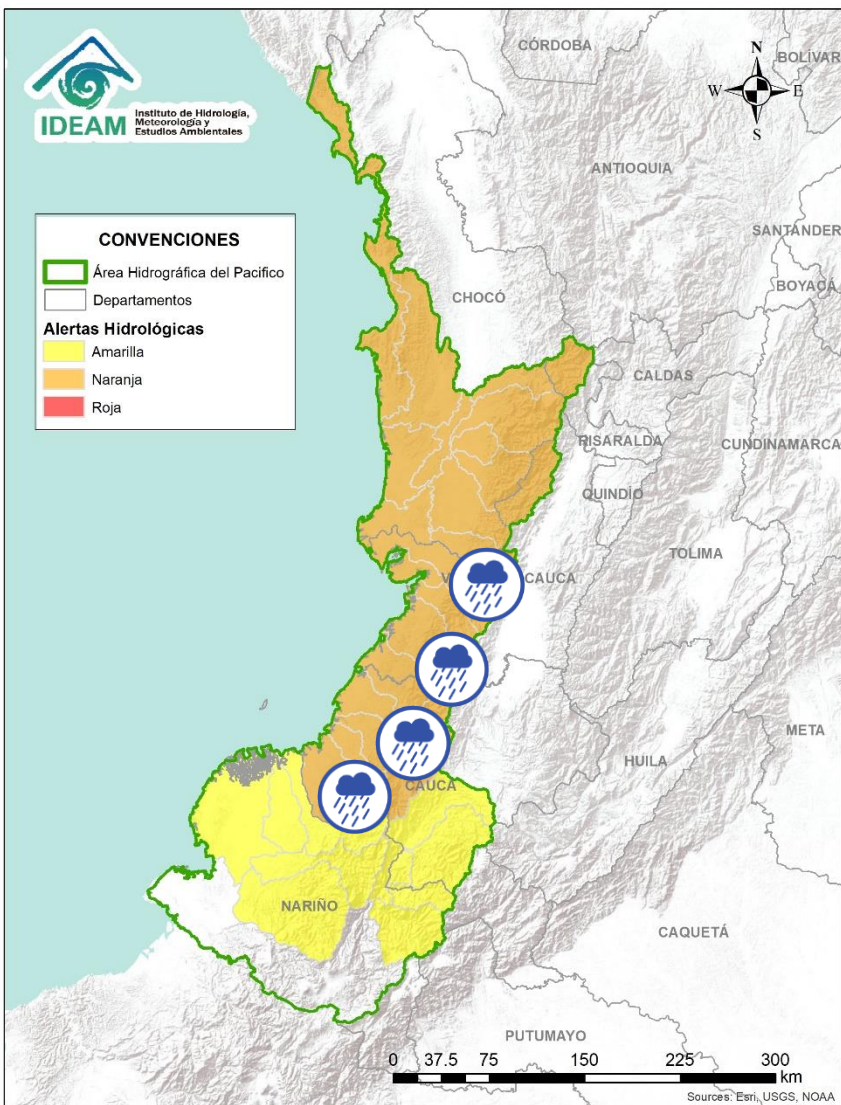 IDEAM
Instituto de Hidrología,
Meteorología y
Estudios Ambientales
N
W
E
S
CONVENCIONES
Área Hidrográfica del Pacifico
Departamentos
Alertas Hidrológicas
Amarilla
Naranja
Roja
CÓRDOBA
BOLÍVAR
ANTIOQUIA
SANTANDER
BOYACÁ
CHOCÓ
CALDAS
RISARALDA
CUNDINAMARCA
QUINDÍO
TOLIMA
CAUCA
META
HUILA
CAUCA
NARIÑO
CAQUETÁ
PUTUMAYO
0 37.5 75 150 225 300
km
Sources: Esri, USGS, NOAA